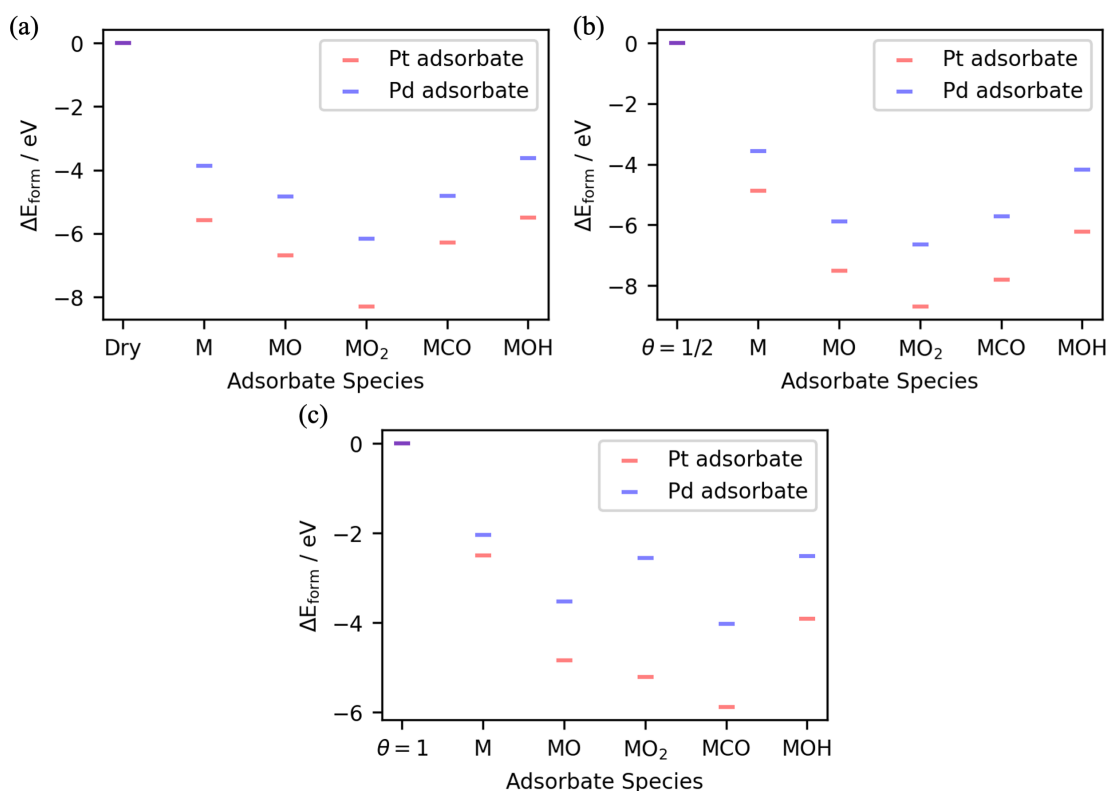 (a)
0
−2
−4
−6
−8
ΔE_form / eV
Pt adsorbate
Pd adsorbate
Dry M MO MO₂ MCO MOH
Adsorbate Species
(b)
0
−2
−4
−6
−8
ΔE_form / eV
Pt adsorbate
Pd adsorbate
θ = 1/2 M MO MO₂ MCO MOH
Adsorbate Species
(c)
0
−2
−4
−6
ΔE_form / eV
Pt adsorbate
Pd adsorbate
θ = 1 M MO MO₂ MCO MOH
Adsorbate Species